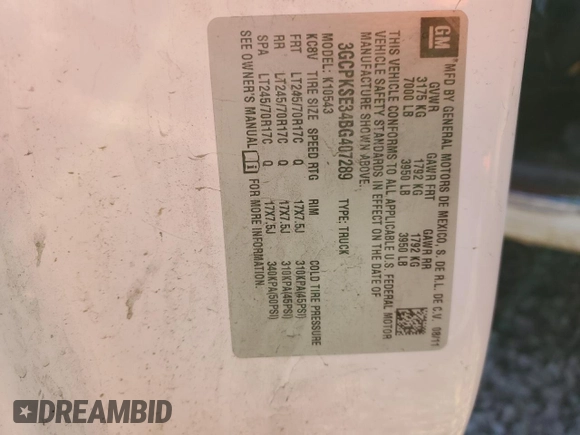 GM MFD BY GENERAL MOTORS DE MEXICO, S. DE R.L. DE C.V. 08/11
GVWR GAWR FRT GAWR RR
3175 KG 1792 KG 1792 KG
7000 LB 3950 LB 3950 LB
THIS VEHICLE CONFORMS TO ALL APPLICABLE U.S. FEDERAL MOTOR
VEHICLE SAFETY STANDARDS IN EFFECT ON THE DATE OF
MANUFACTURE SHOWN ABOVE.
3GCPKSE34BG407289 TYPE: TRUCK
MODEL: K10543
KC8V TIRE SIZE SPEED RTG RIM COLD TIRE PRESSURE
FRT LT245/70R17C Q 17X7.5J 310KPA(45PSI)
RR LT245/70R17C Q 17X7.5J 310KPA(45PSI)
SPA LT245/70R17C Q 17X7.5J 340KPA(50PSI)
SEE OWNER'S MANUAL FOR MORE INFORMATION.
DREAMBID